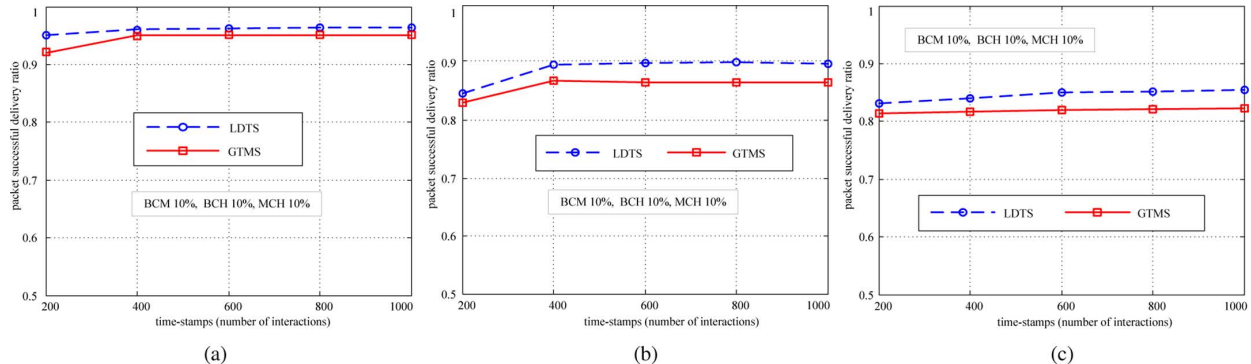 1
0.9
0.8
0.7
0.6
0.5
packet successful delivery ratio
LDTS
GTMS
BCM 10%, BCH 10%, MCH 10%
200 400 600 800 1000
time-stamps (number of interactions)
(a)
1
0.9
0.8
0.7
0.6
0.5
packet successful delivery ratio
LDTS GTMS
BCM 10%, BCH 10%, MCH 10%
200 400 600 800 1000
time-stamps (number of interactions)
(b)
1
0.9
0.8
0.7
0.6
0.5
packet successful delivery ratio
BCM 10%, BCH 10%, MCH 10%
LDTS GTMS
200 400 600 800 1000
time-stamps (number of interactions)
(c)